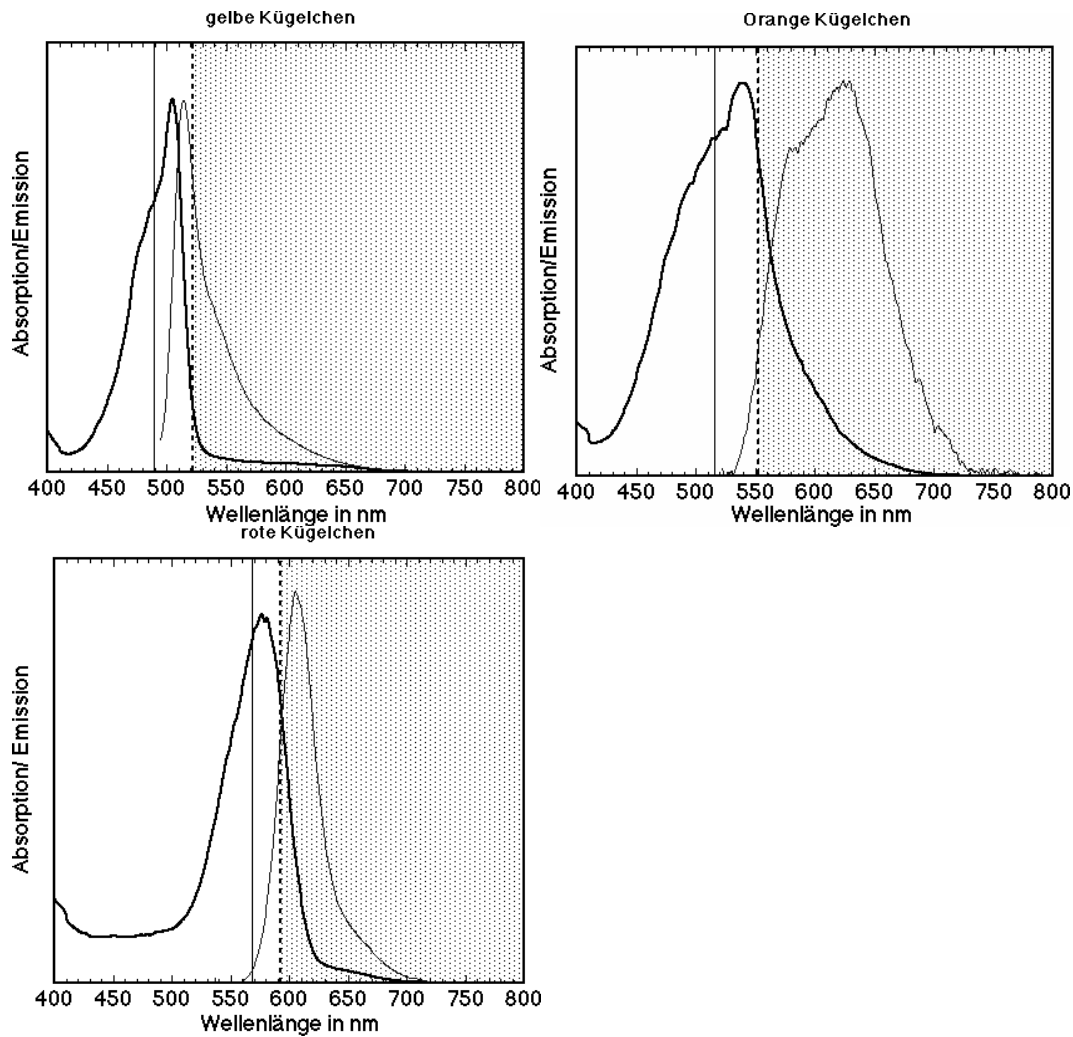 gelbe Kügelchen
Absorption/Emission
400 450 500 550 600 650 700 750 800
Wellenlänge in nm
Orange Kügelchen
Absorption/Emission
400 450 500 550 600 650 700 750 800
Wellenlänge in nm
rote Kügelchen
Absorption/ Emission
400 450 500 550 600 650 700 750 800
Wellenlänge in nm